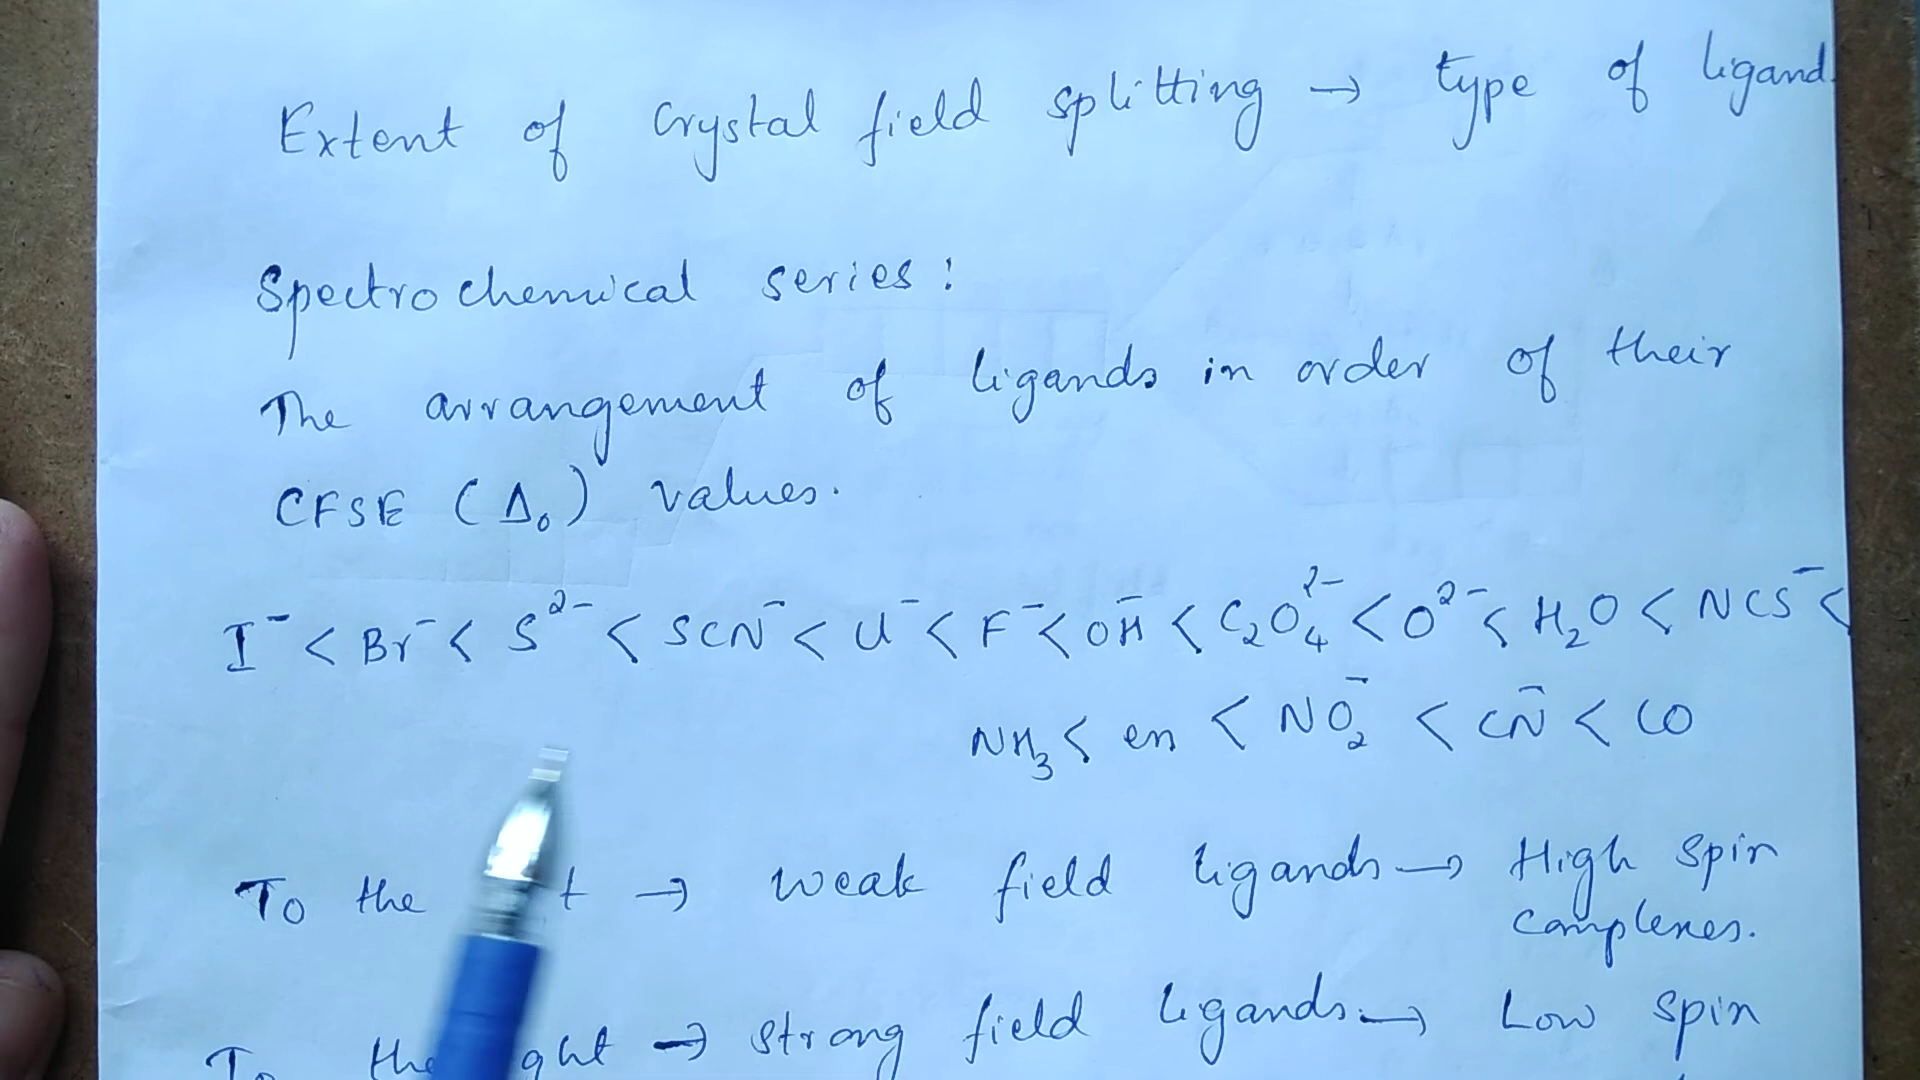 Extent of Crystal field splitting → type of ligand.
Spectrochemical series:
The arrangement of ligands in order of their
CFSE (Δ₀) values.
I⁻ < Br⁻ < S²⁻ < SCN⁻ < Cl⁻ < F⁻ < OH⁻ < C₂O₄²⁻ < O²⁻ < H₂O < NCS⁻ <
NH₃ < en < NO₂⁻ < CN⁻ < CO
To the → weak field ligands → High spin
complexes.
To the → strong field ligands → Low spin